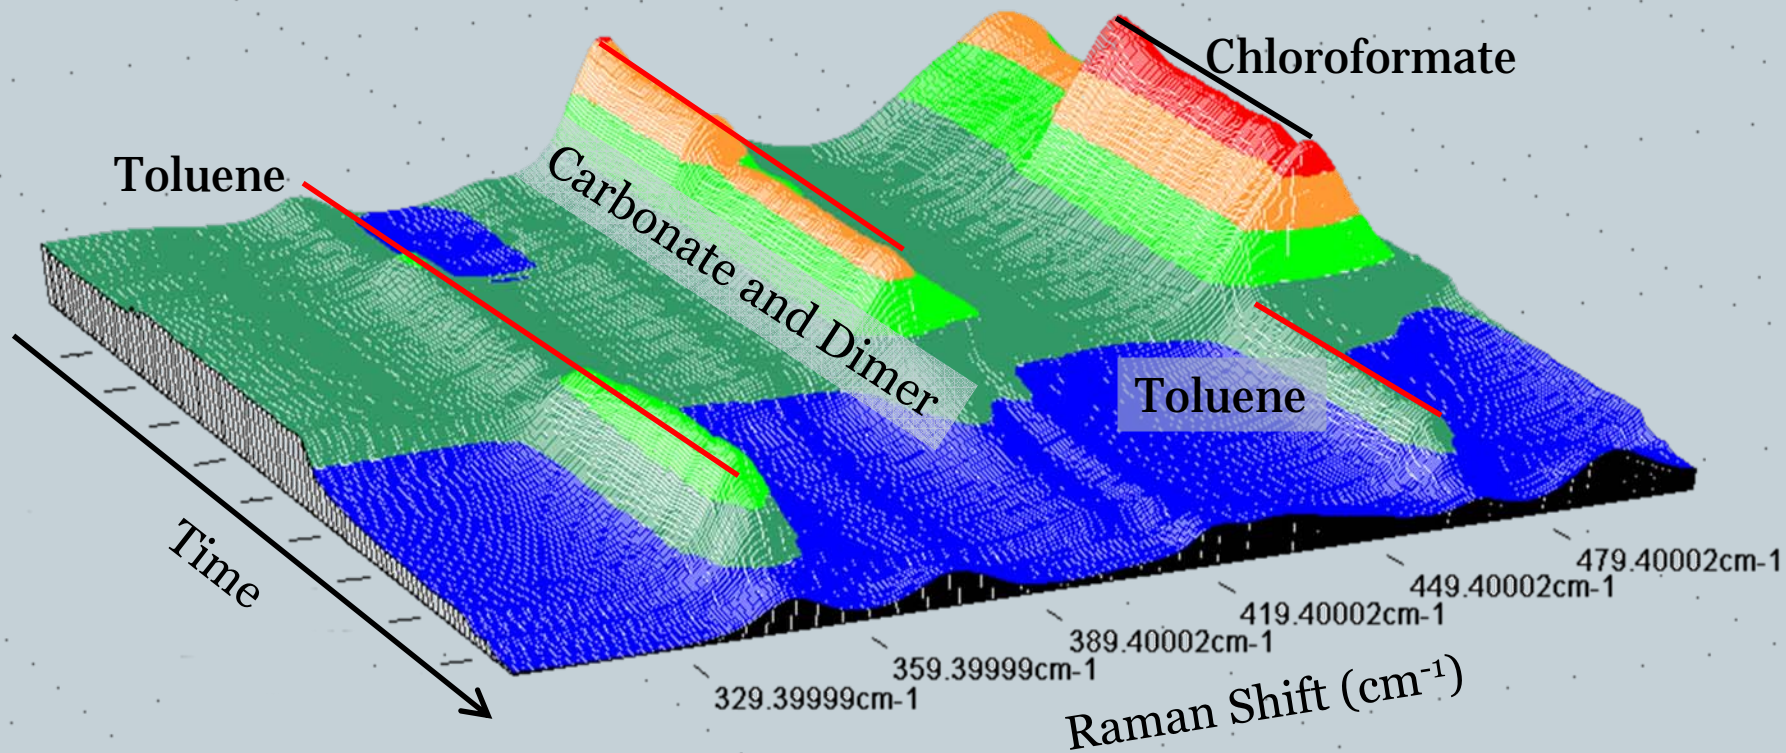 Chloroformate
Toluene
Carbonate and Dimer
Toluene
Time
479.40002cm-1
449.40002cm-1
419.40002cm-1
389.40002cm-1
359.39999cm-1
329.39999cm-1
Raman Shift (cm⁻¹)